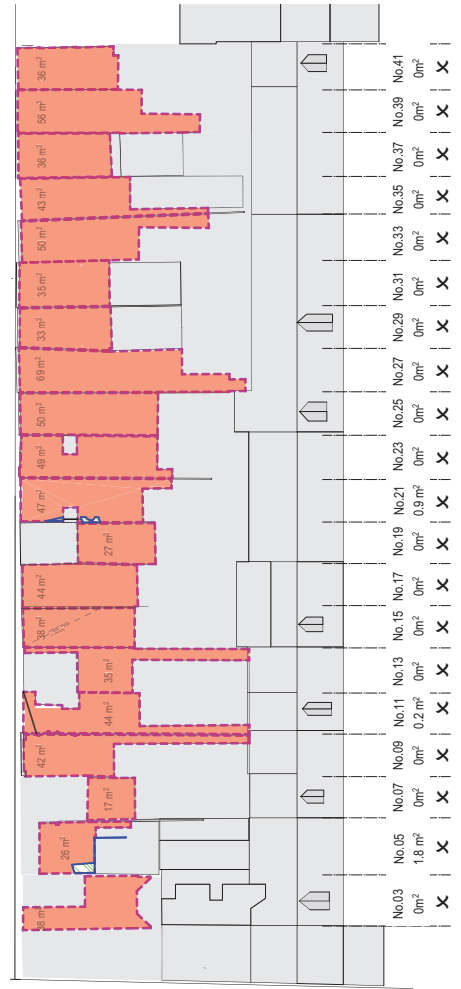 38 m²
26 m²
17 m²
42 m²
44 m²
35 m²
38 m²
44 m²
27 m²
47 m²
49 m²
50 m²
69 m²
33 m²
35 m²
50 m²
43 m²
36 m²
56 m²
36 m²
No.03
0m²
No.05
1.8 m²
No.07
0m²
No.09
0m²
No.11
0.2 m²
No.13
0m²
No.15
0m²
No.17
0m²
No.19
0m²
No.21
0.9 m²
No.23
0m²
No.25
0m²
No.27
0m²
No.29
0m²
No.31
0m²
No.33
0m²
No.35
0m²
No.37
0m²
No.39
0m²
No.41
0m²